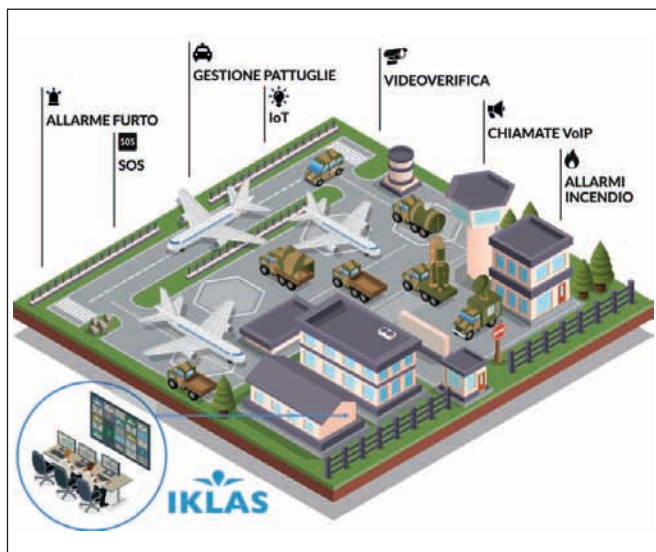 GESTIONE PATTUGLIE
VIDEOVERIFICA
ALLARME FURTO
IoT
CHIAMATE VoIP
SOS
SOS
ALLARMI
INCENDIO
IKLAS